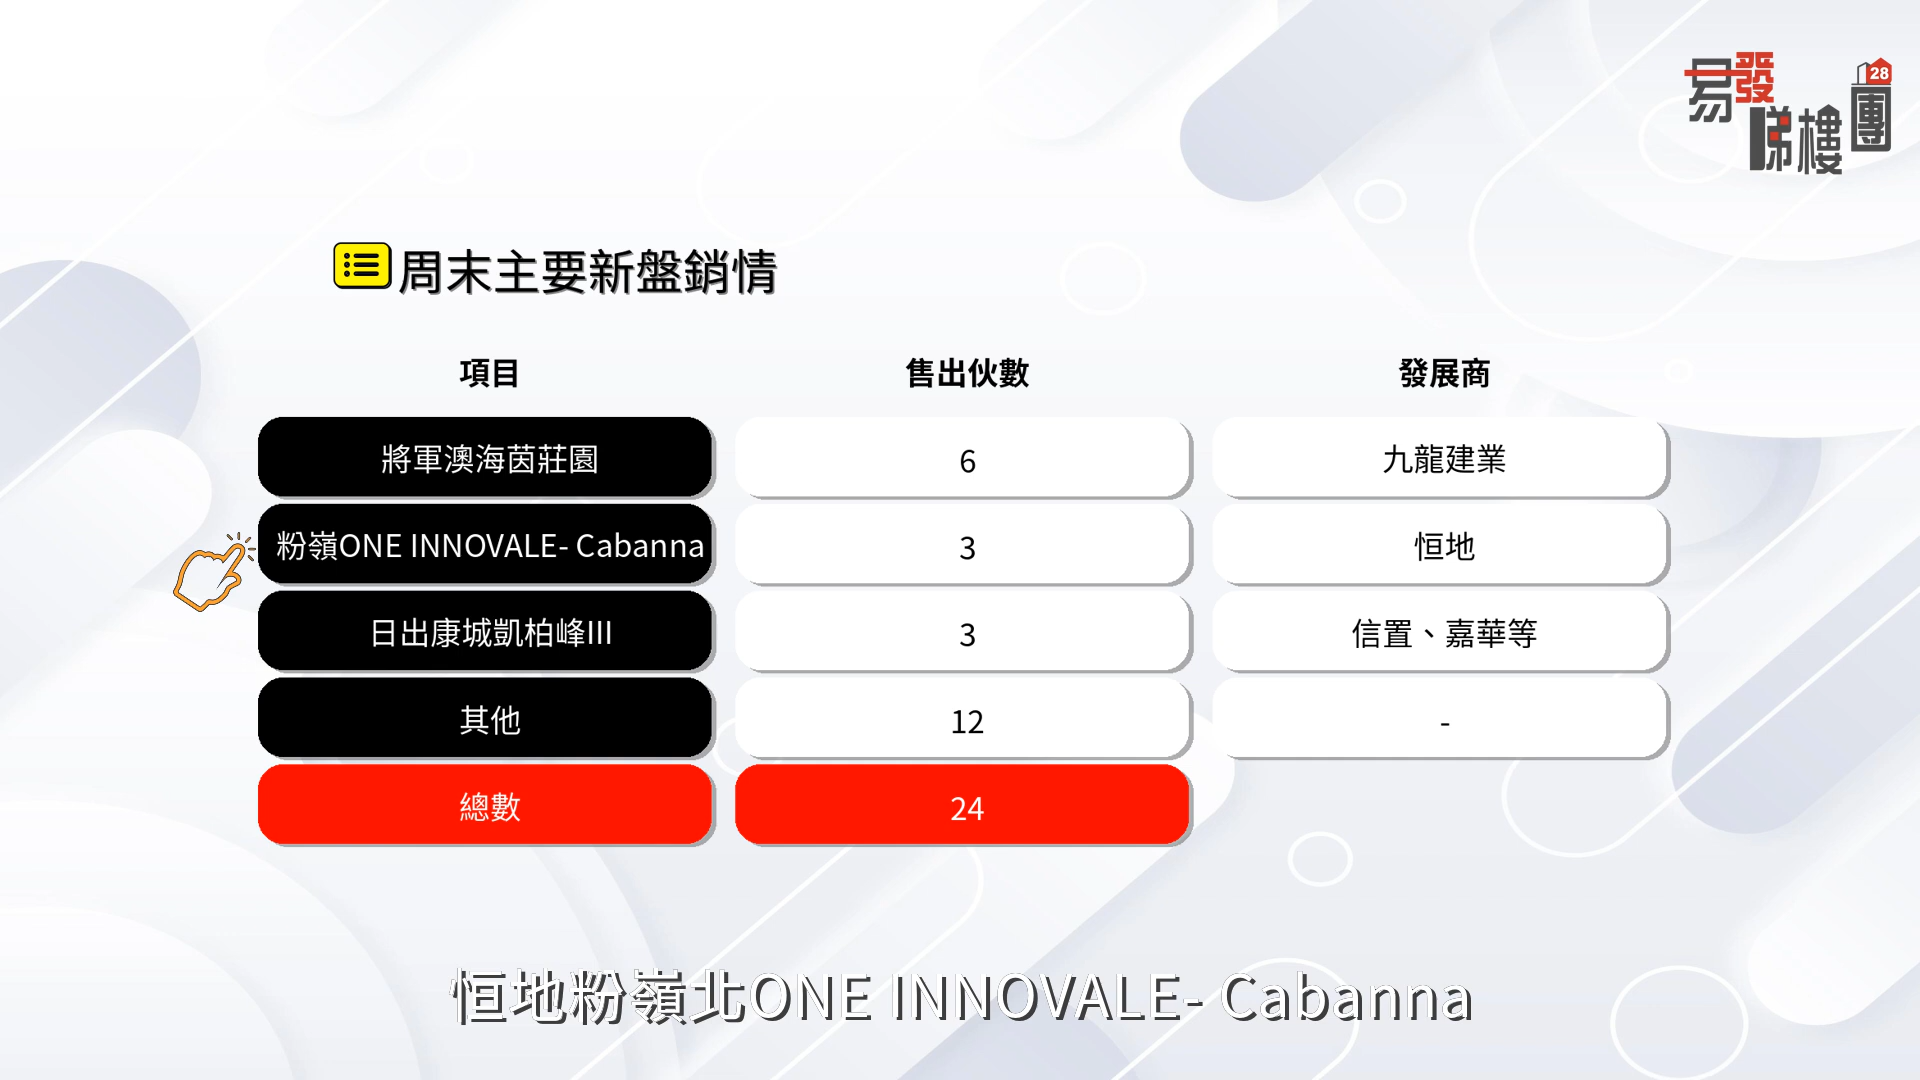 易發睇樓團
28
周末主要新盤銷情
項目 售出伙數 發展商
將軍澳海茵莊園 6 九龍建業
粉嶺ONE INNOVALE- Cabanna 3 恒地
日出康城凱柏峰III 3 信置、嘉華等
其他 12 -
總數 24
恒地粉嶺北ONE INNOVALE- Cabanna